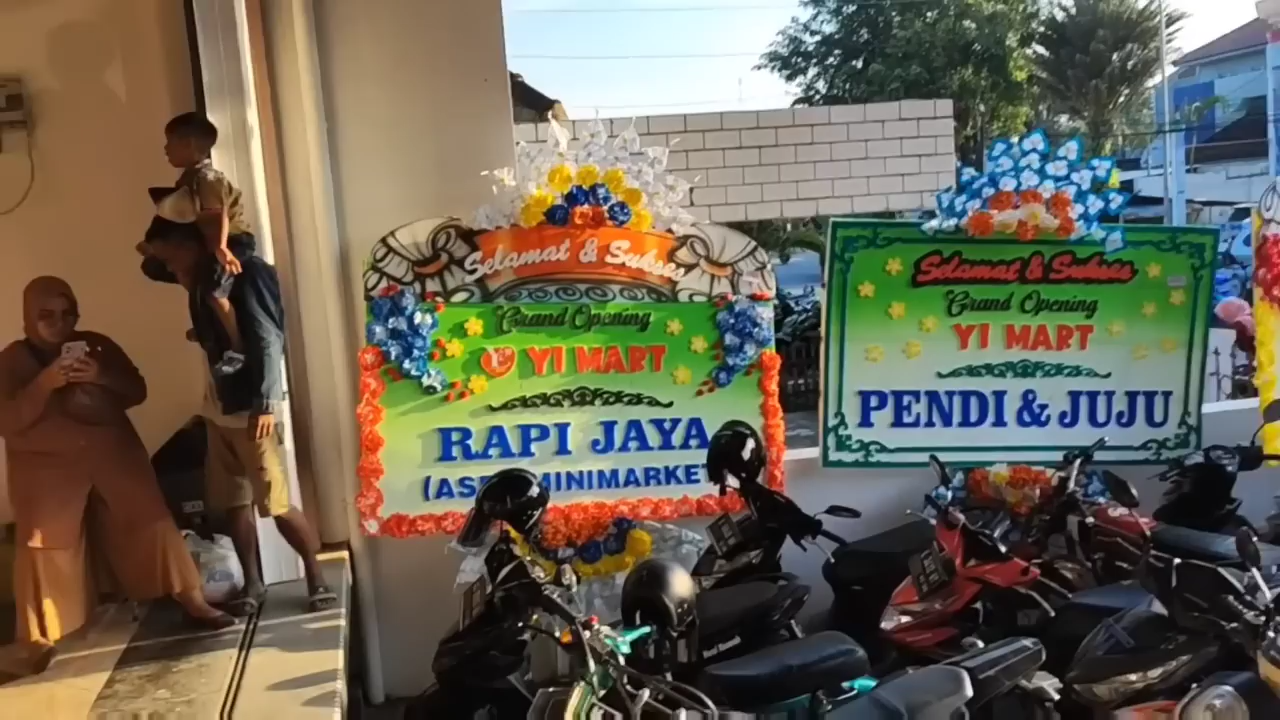 Selamat & Sukses
Grand Opening
YI MART
RAPI JAYA
MINIMARKET
Selamat & Sukses
Grand Opening
YI MART
PENDI & JUJU